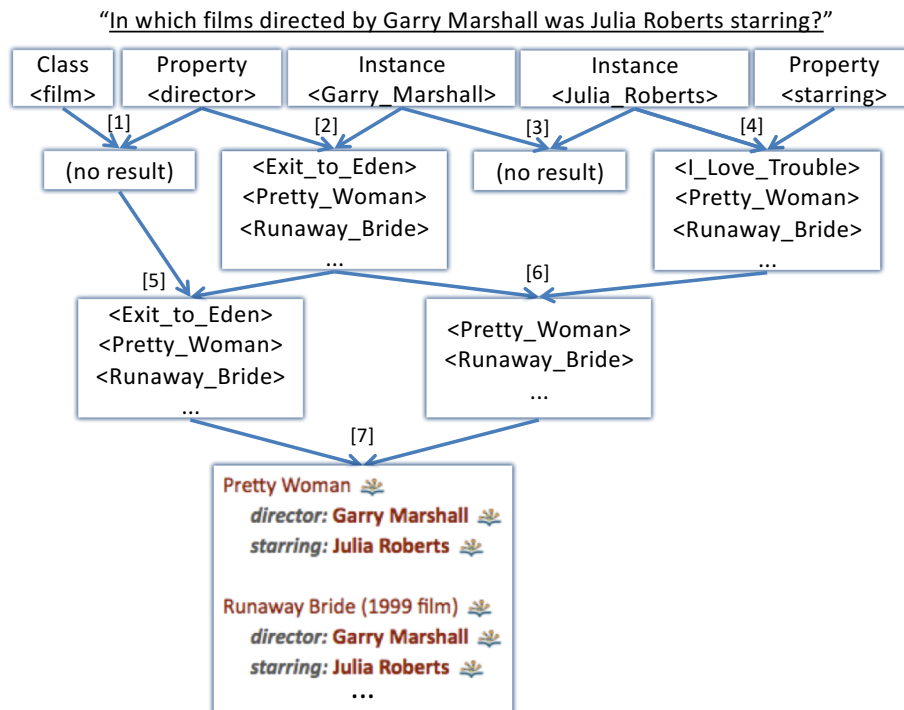 “In which films directed by Garry Marshall was Julia Roberts starring?”
Class
<film>
Property
<director>
Instance
<Garry_Marshall>
Instance
<Julia_Roberts>
Property
<starring>
[1]
[2]
[3]
[4]
(no result)
<Exit_to_Eden>
<Pretty_Woman>
<Runaway_Bride>
...
(no result)
<I_Love_Trouble>
<Pretty_Woman>
<Runaway_Bride>
...
[5]
[6]
<Exit_to_Eden>
<Pretty_Woman>
<Runaway_Bride>
...
<Pretty_Woman>
<Runaway_Bride>
...
[7]
Pretty Woman
director: Garry Marshall
starring: Julia Roberts
Runaway Bride (1999 film)
director: Garry Marshall
starring: Julia Roberts
...